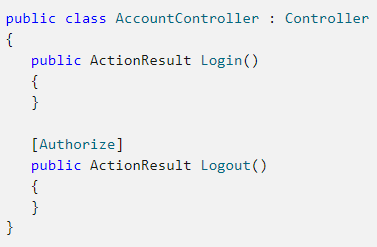 public class AccountController : Controller
{
    public ActionResult Login()
    {
    }

    [Authorize]
    public ActionResult Logout()
    {
    }
}